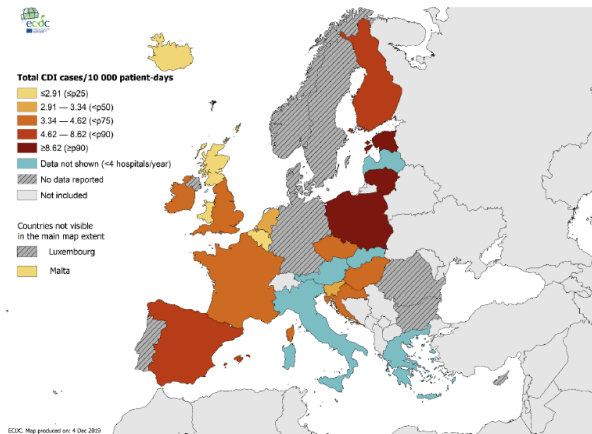 ecdc
Total CDI cases/10 000 patient-days
≤2.91 (≤p25)
2.91 — 3.34 (<p50)
3.34 — 4.62 (<p75)
4.62 - 8.62 (<p90)
≥8.62 (≥p90)
Data not shown (<4 hospitals/year)
No data reported
Not included
Countries not visible
in the main map extent
Luxembourg
Malta
ECDC. Map produced on: 4 Dec 2019